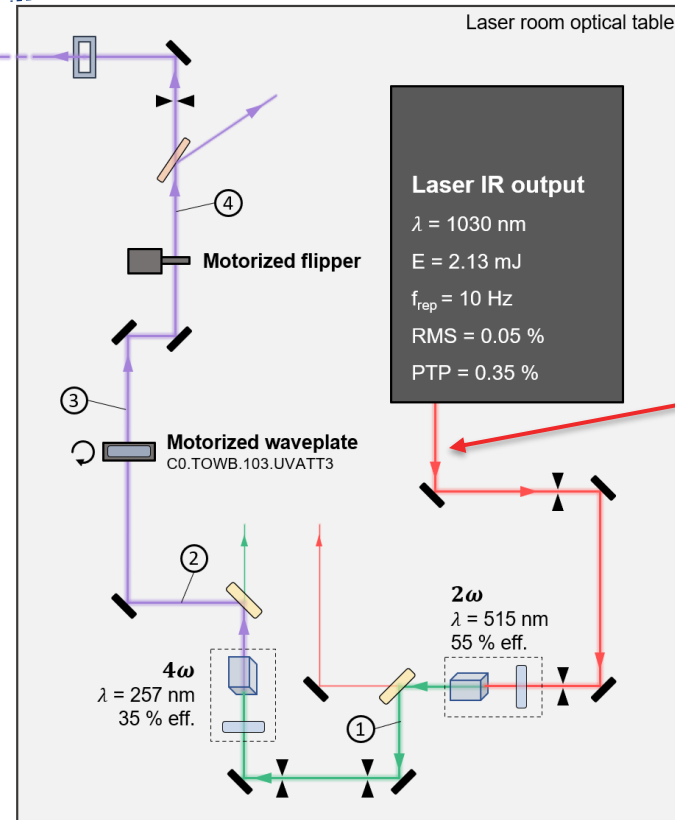 Laser room optical table
Laser IR output
λ = 1030 nm
E = 2.13 mJ
f_rep = 10 Hz
RMS = 0.05 %
PTP = 0.35 %
4
Motorized flipper
3
Motorized waveplate
C0.TOWB.103.UVATT3
2
2ω
λ = 515 nm
55 % eff.
4ω
λ = 257 nm
35 % eff.
1